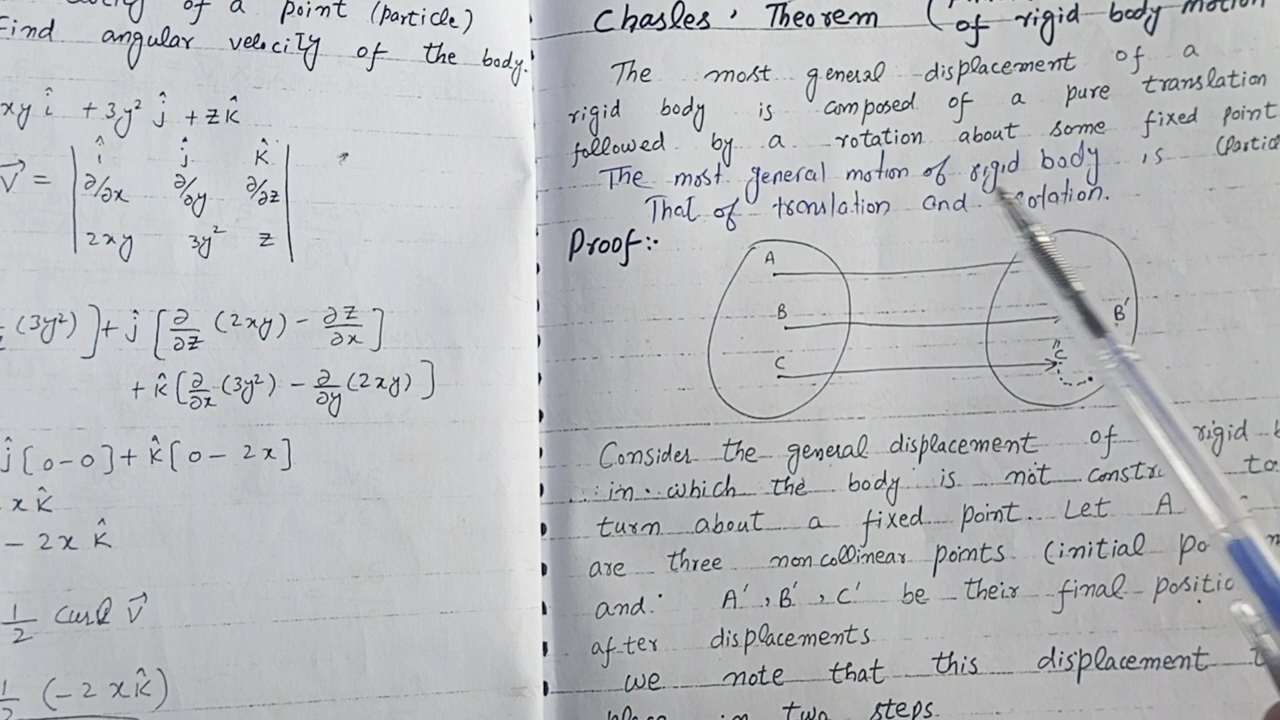 of a point (particle)
Find angular velocity of the body.
xy î + 3y² ĵ + z k̂
V⃗ = | î ĵ k̂ |
| ∂/∂x ∂/∂y ∂/∂z |
| 2xy 3y² z |
(3y²) ] + ĵ [ ∂/∂z (2xy) − ∂z/∂x ]
+ k̂ [ ∂/∂x (3y²) − ∂/∂y (2xy) ]
ĵ [0−0] + k̂ [0 − 2x]
x k̂
− 2x k̂
1/2 curl V⃗
1/2 (−2x k̂)
Chasles' Theorem (
of rigid body motion
The most general displacement of a
rigid body is composed of a pure translation
followed by a rotation about some fixed point
The most general motion of rigid body is
That of translation and rotation.
Proof:-
A
B B'
C C"
Consider the general displacement of rigid
in which the body is not to
turn about a fixed point. Let A
are three non collinear points (initial
and A', B', C' be their final
after displacements
we note that this displacement
in two steps.